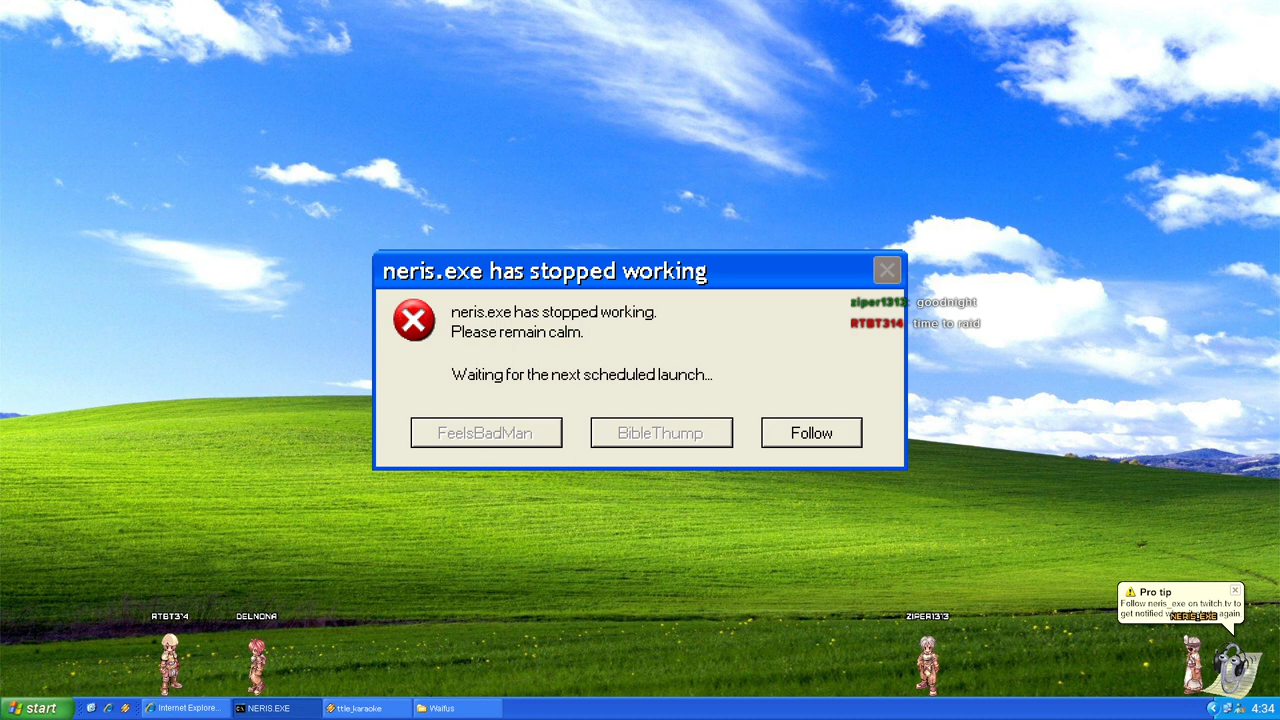 neris.exe has stopped working
neris.exe has stopped working.
Please remain calm.
Waiting for the next scheduled launch...
ziper1313: goodnight
RTBT314: time to raid
FeelsBadMan
BibleThump
Follow
Pro tip
Follow neris_exe on twitch.tv to
get notified again
NERIS_EXE
RTBT314
DELNONA
ZIPER1313
start
Internet Explore...
NERIS.EXE
ttle_karaoke
Waifus
4:34